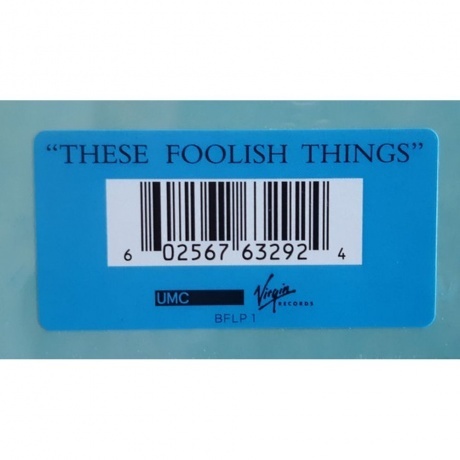 “THESE FOOLISH THINGS”
6 02567 63292 4
UMC Virgin
RECORDS
BFLP 1